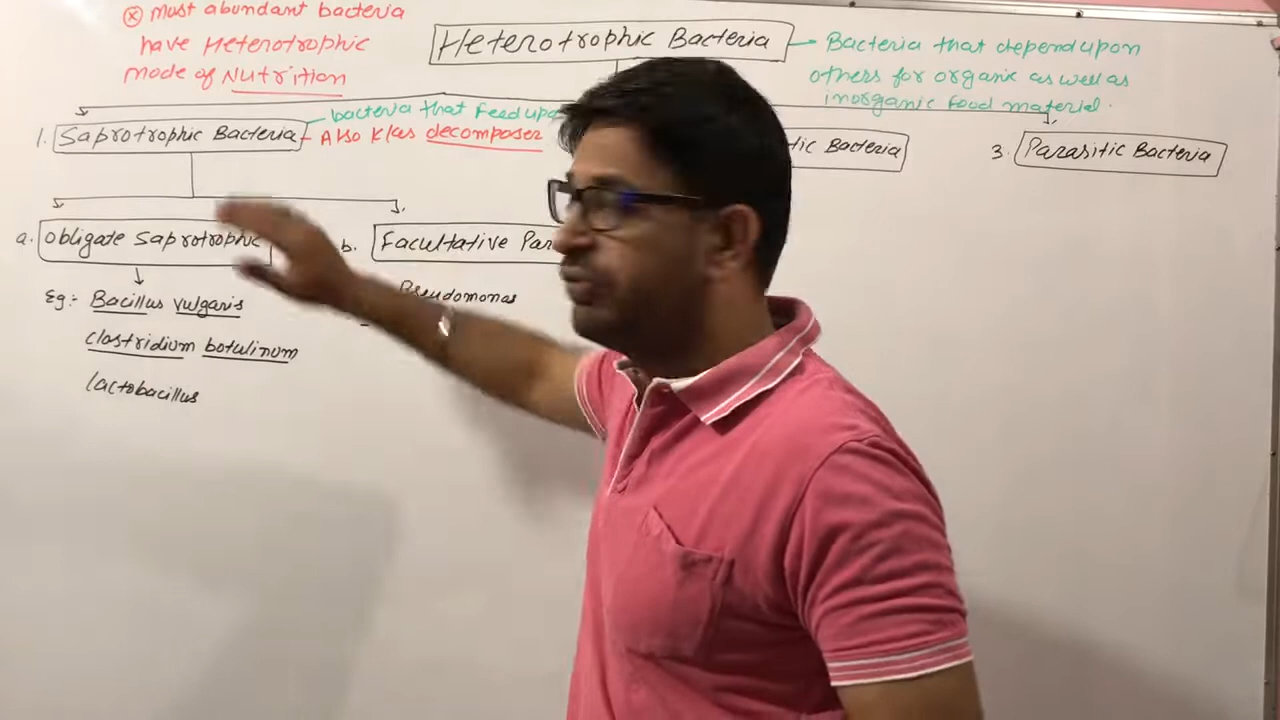 ⓧ Must abundant bacteria
have Heterotrophic
mode of Nutrition
Heterotrophic Bacteria
Bacteria that depend upon
others for organic as well as
inorganic food material.
1. Saprotrophic Bacteria
bacteria that feed upo
Also K/as decomposer
tic Bacteria
3. Parasitic Bacteria
a. Obligate Saprotrophic
b. Facultative Par
Eg:- Bacillus vulgaris
clostridium botulinum
lactobacillus
Pseudomonas